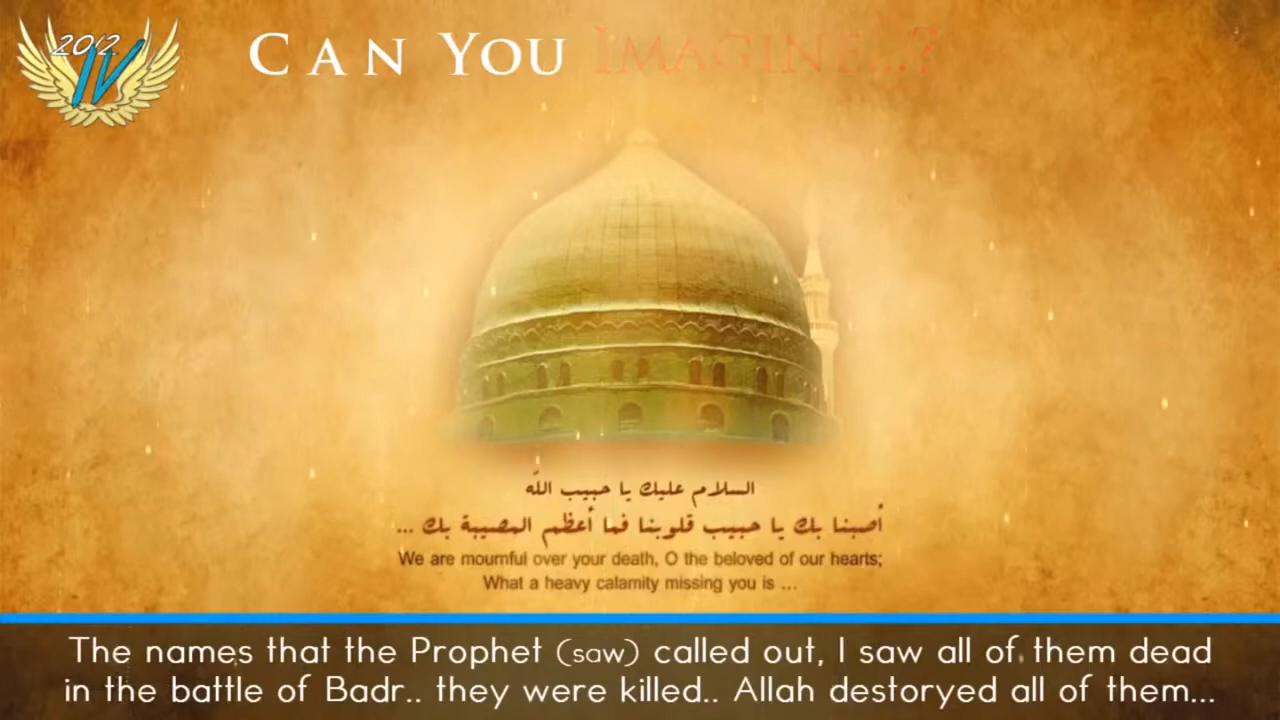 2012
IV
CAN YOU IMAGINE...?
السلام عليك يا حبيب الله
أصبنا بك يا حبيب قلوبنا فما أعظم المصيبة بك ...
We are mournful over your death, O the beloved of our hearts;
What a heavy calamity missing you is ...
The names that the Prophet (saw) called out, I saw all of them dead
in the battle of Badr.. they were killed.. Allah destoryed all of them...